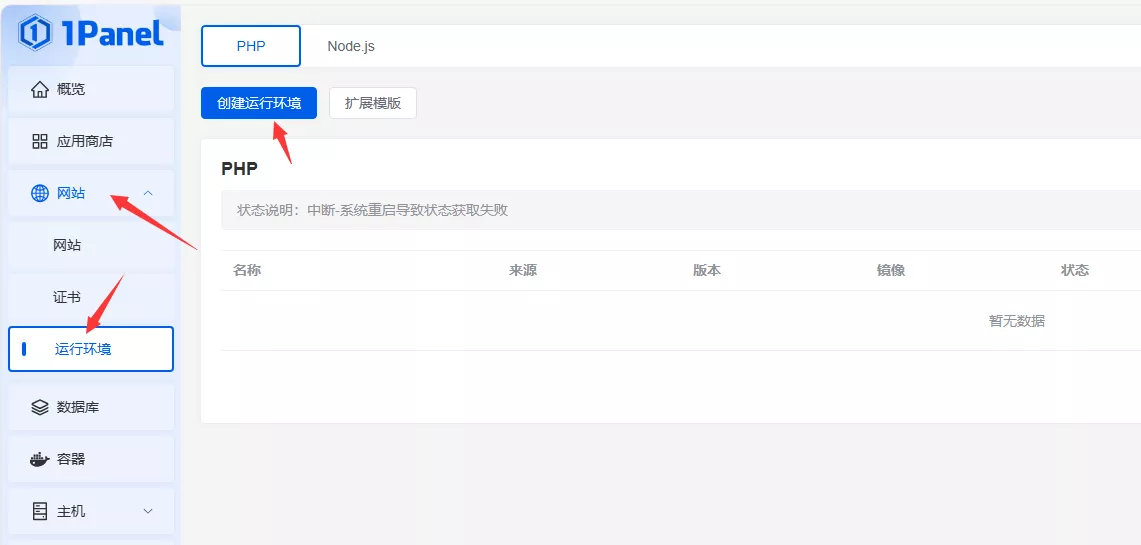 1Panel
概览
应用商店
网站
网站
证书
运行环境
数据库
容器
主机
PHP Node.js
创建运行环境 扩展模版
PHP
状态说明：中断-系统重启导致状态获取失败
名称 来源 版本 镜像 状态
暂无数据